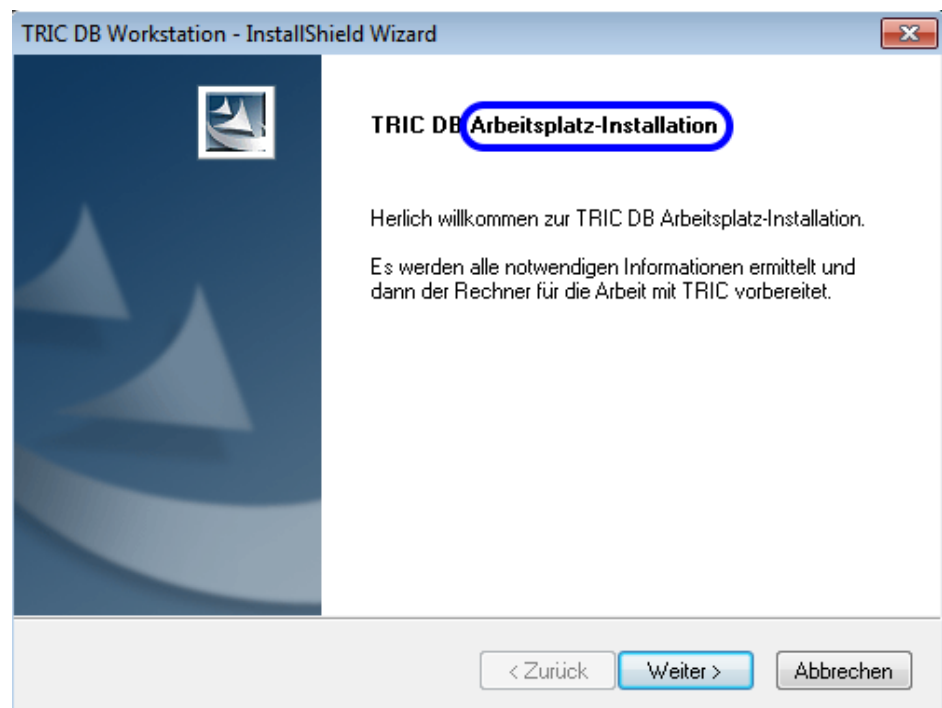 TRIC DB Workstation - InstallShield Wizard
TRIC DB Arbeitsplatz-Installation
Herlich willkommen zur TRIC DB Arbeitsplatz-Installation.
Es werden alle notwendigen Informationen ermittelt und
dann der Rechner für die Arbeit mit TRIC vorbereitet.
< Zurück Weiter > Abbrechen